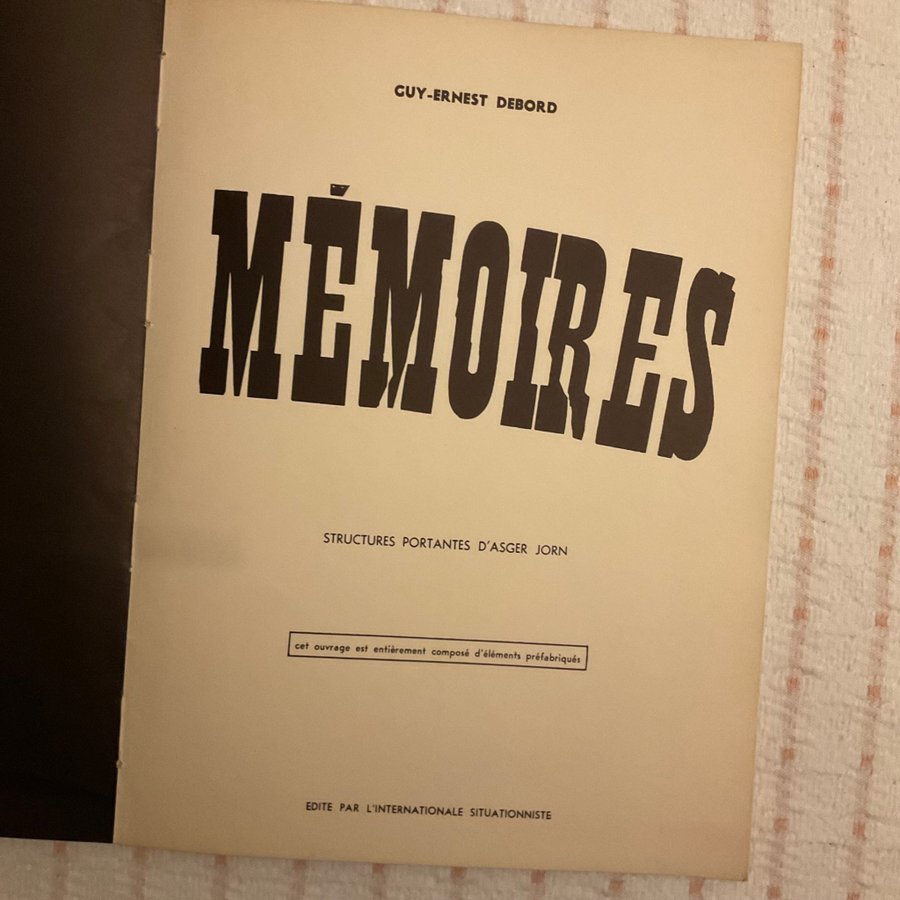 GUY-ERNEST DEBORD
MÉMOIRES
STRUCTURES PORTANTES D'ASGER JORN
cet ouvrage est entièrement composé d'éléments préfabriqués
EDITE PAR L'INTERNATIONALE SITUATIONNISTE